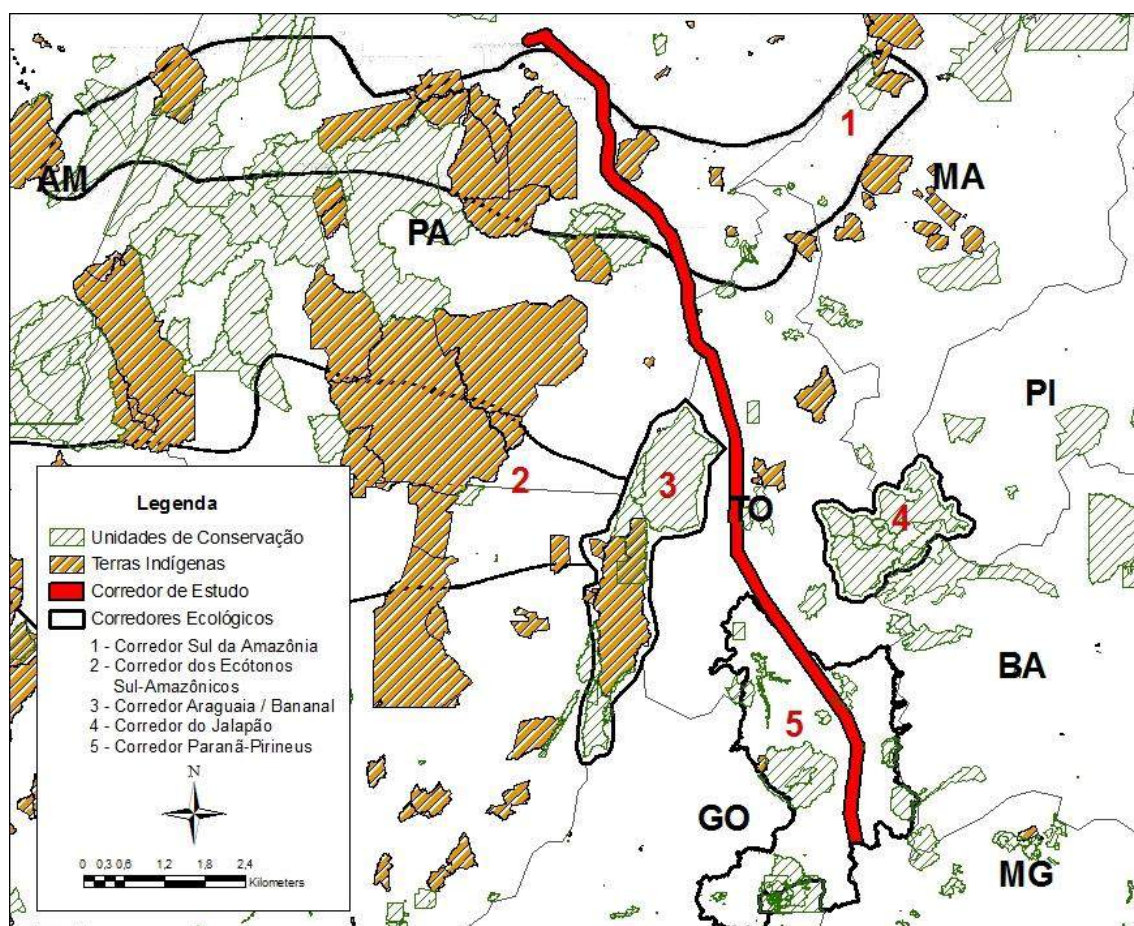 1
AM
MA
PA
PI
2
3
TO
4
BA
5
GO
MG
Legenda
Unidades de Conservação
Terras Indígenas
Corredor de Estudo
Corredores Ecológicos
1 - Corredor Sul da Amazônia
2 - Corredor dos Ecótonos
Sul-Amazônicos
3 - Corredor Araguaia / Bananal
4 - Corredor do Jalapão
5 - Corredor Paranã-Pirineus
N
0 0,3 0,6 1,2 1,8 2,4
Kilometers